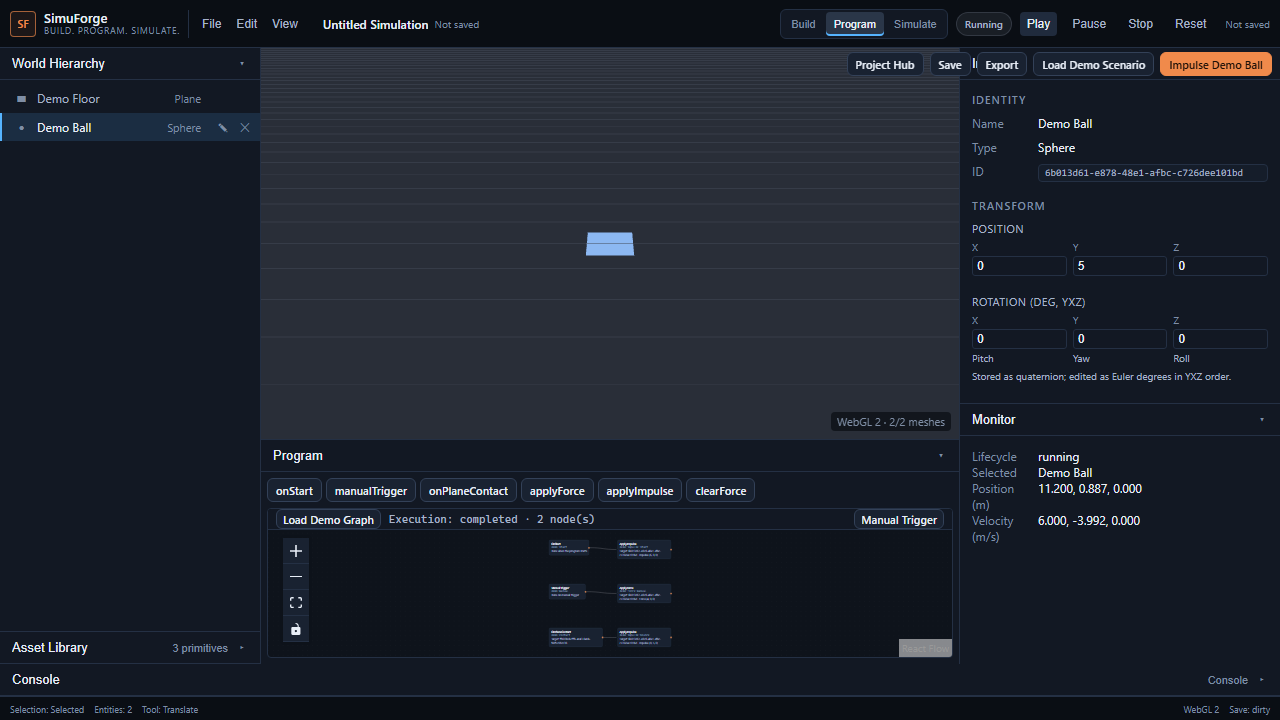 SF
SimuForge
BUILD. PROGRAM. SIMULATE.
File Edit View
Untitled Simulation Not saved
Build Program Simulate
Running
Play Pause Stop Reset Not saved
World Hierarchy
Demo Floor Plane
Demo Ball Sphere
Project Hub Save Export Load Demo Scenario Impulse Demo Ball
WebGL 2 · 2/2 meshes
IDENTITY
Name Demo Ball
Type Sphere
ID 6b013d61-e878-48e1-afbc-c726dee101bd
TRANSFORM
POSITION
X Y Z
0 5 0
ROTATION (DEG, YXZ)
X Y Z
0 0 0
Pitch Yaw Roll
Stored as quaternion; edited as Euler degrees in YXZ order.
Monitor
Lifecycle running
Selected Demo Ball
Position (m) 11.200, 0.887, 0.000
Velocity (m/s) 6.000, -3.992, 0.000
Program
onStart manualTrigger onPlaneContact applyForce applyImpulse clearForce
Load Demo Graph Execution: completed · 2 node(s) Manual Trigger
React Flow
Asset Library 3 primitives
Console Console
Selection: Selected Entities: 2 Tool: Translate WebGL 2 Save: dirty